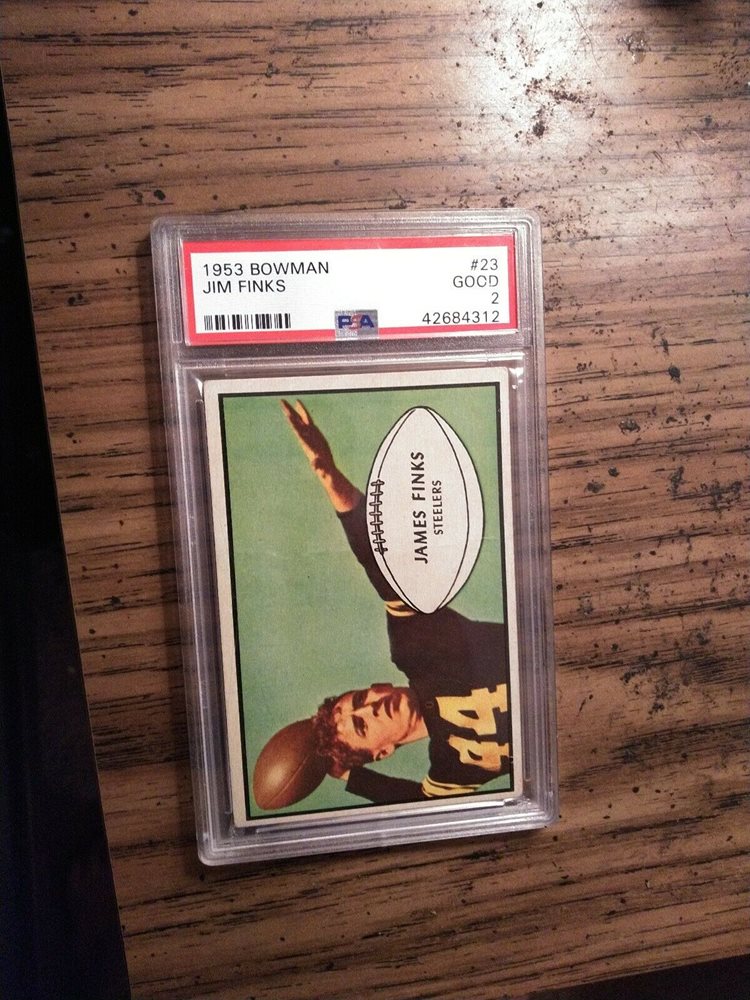 1953 BOWMAN #23
JIM FINKS GOOD
2
PSA 42684312
JAMES FINKS
STEELERS
44